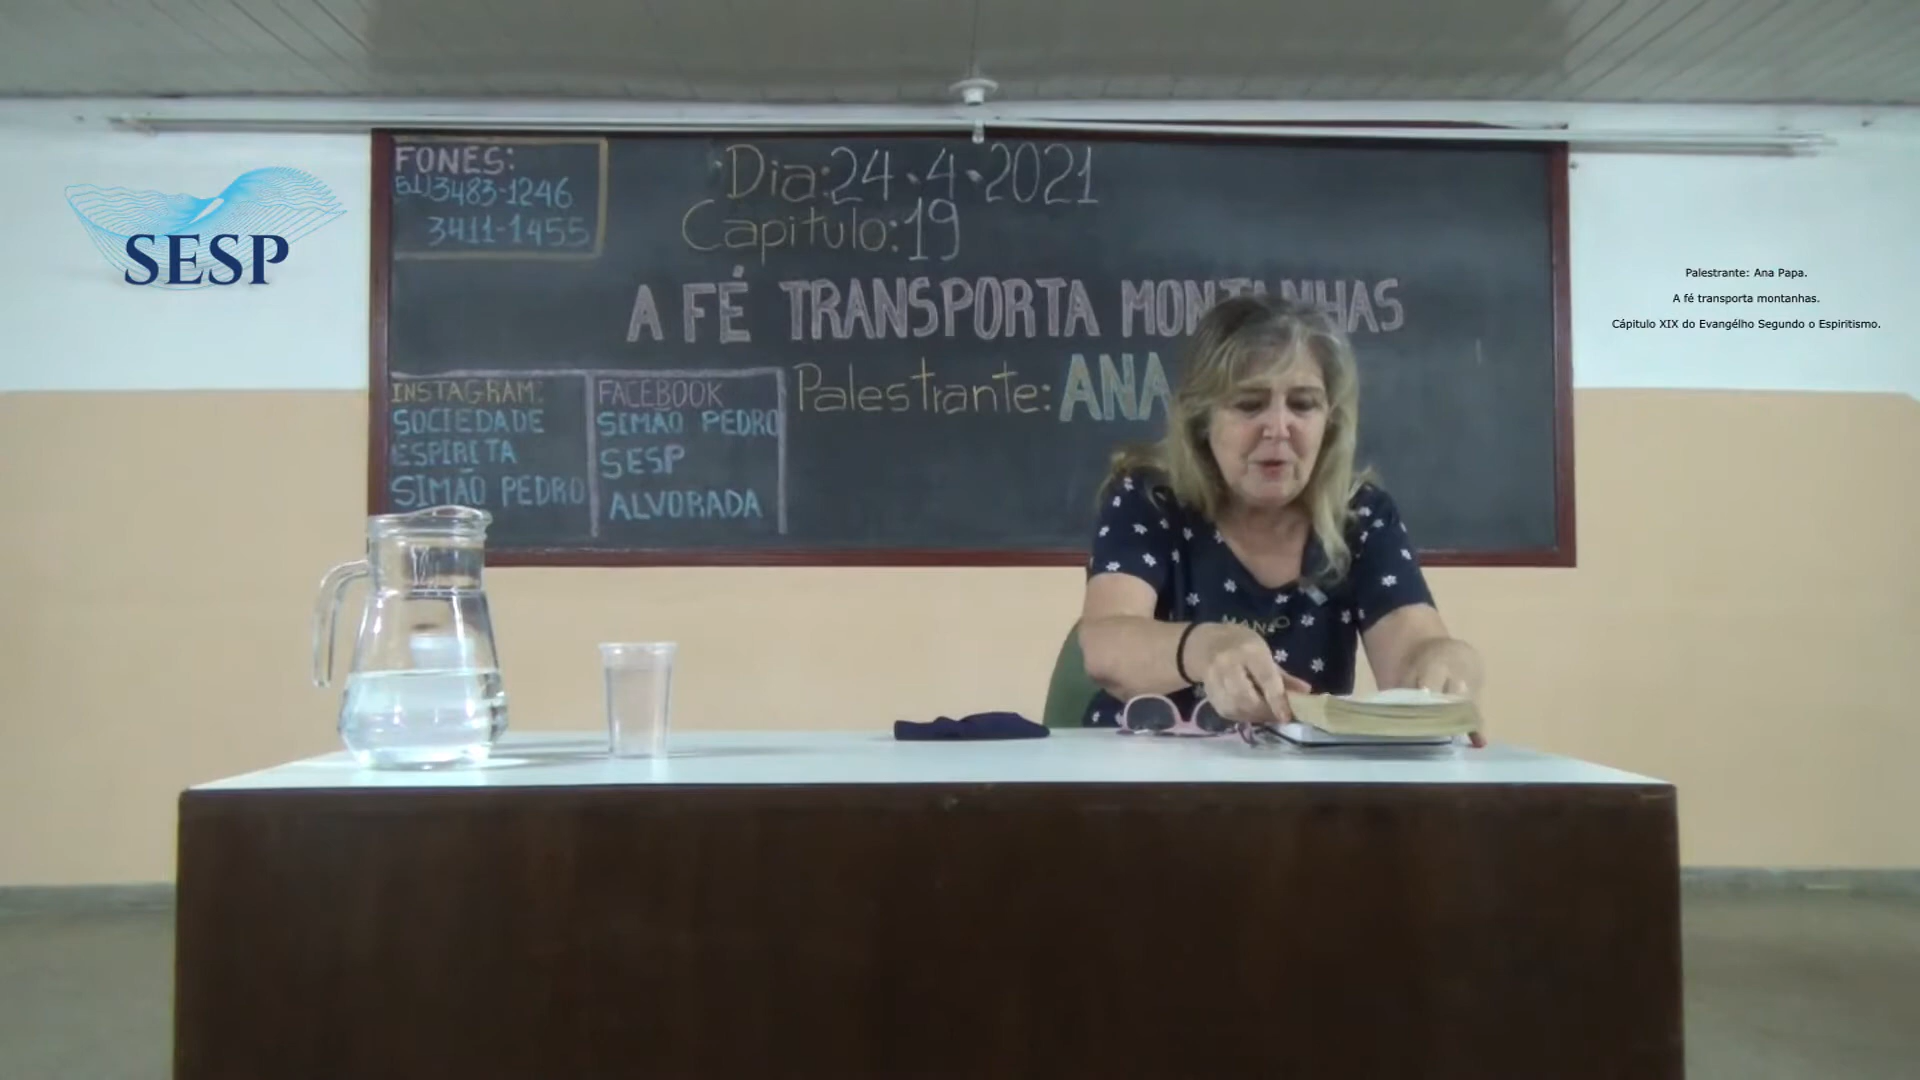 FONES:
51)3483-1246
3411-1455
Dia:24.4.2021
Capitulo:19
A FÉ TRANSPORTA MONTANHAS
Palestrante: ANA
INSTAGRAM:
SOCIEDADE
ESPIRITA
SIMÃO PEDRO
FACEBOOK
SIMÃO PEDRO
SESP
ALVORADA
SESP
Palestrante: Ana Papa.
A fé transporta montanhas.
Cápitulo XIX do Evangélho Segundo o Espiritismo.